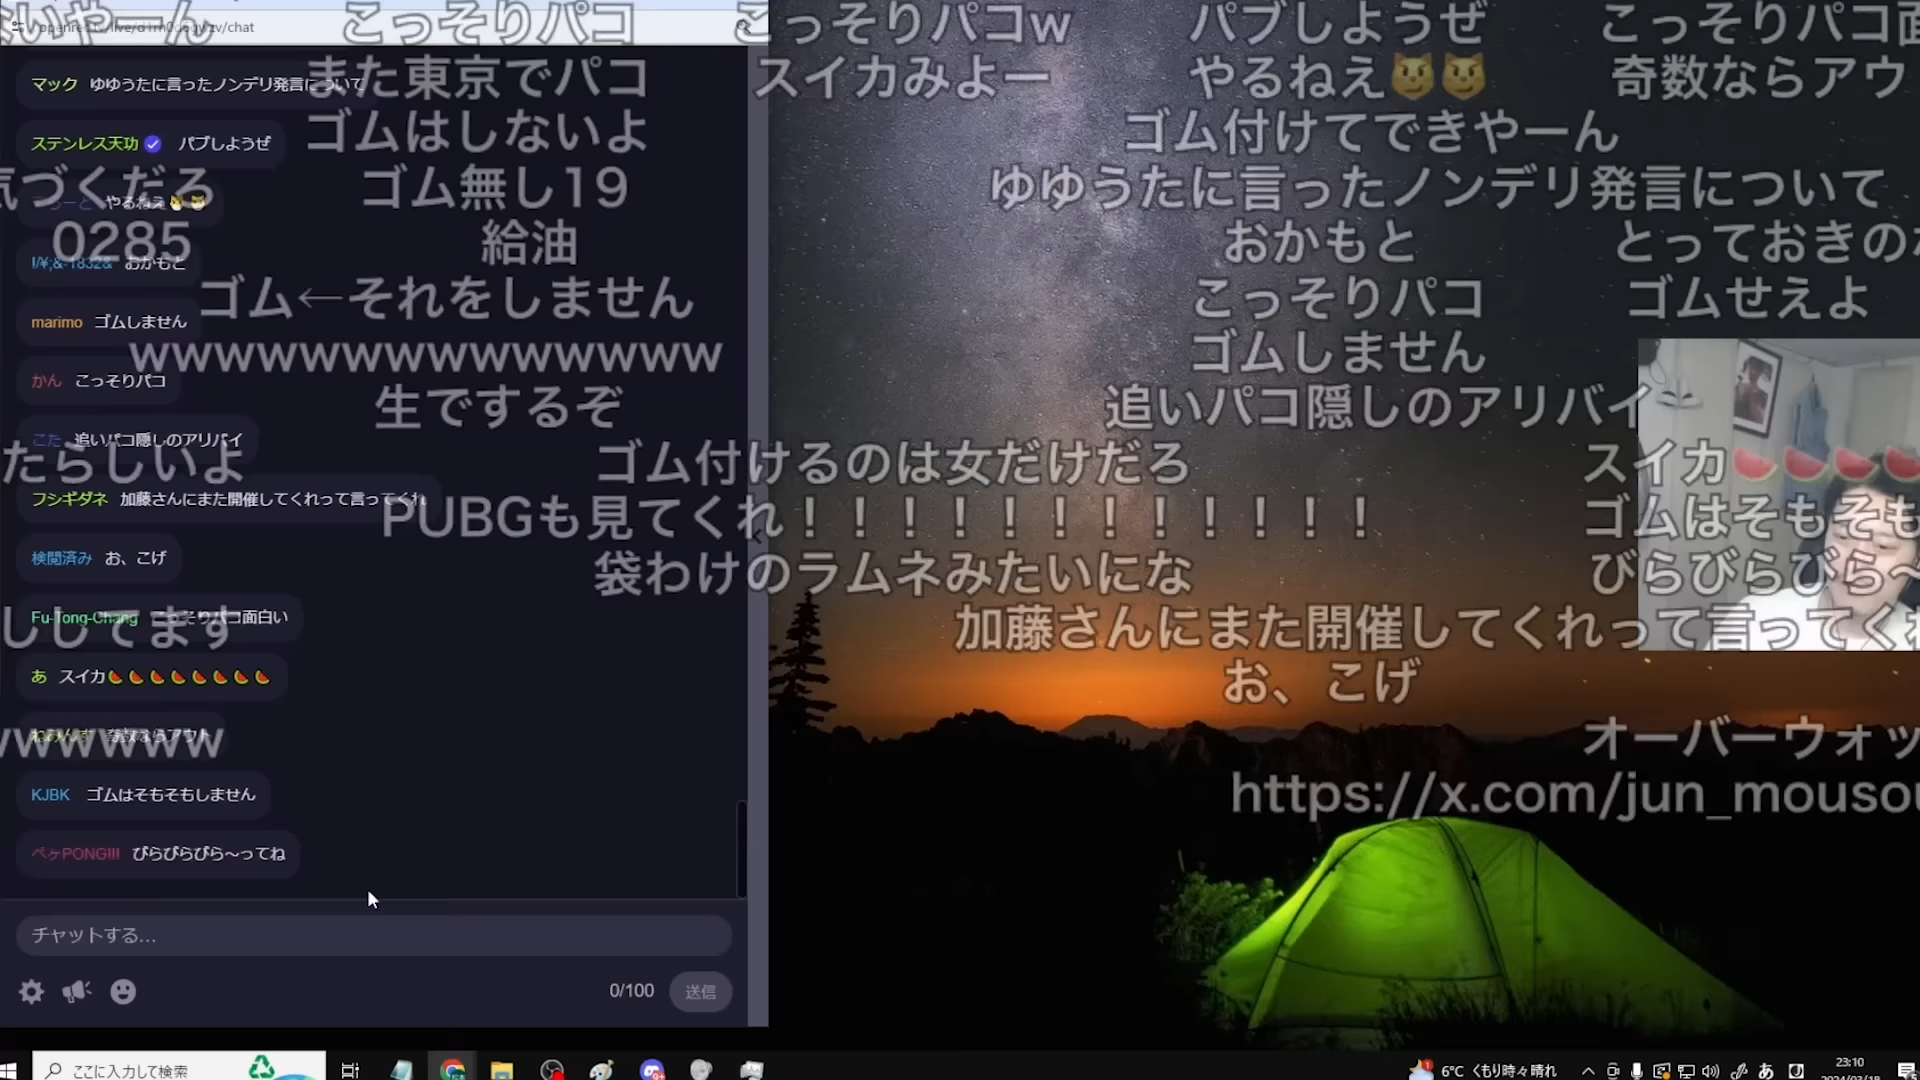 こっそりパコ
こっそりパコw
パブしようぜ
こっそりパコ面
マック ゆゆうたに言ったノンデリ発言について
また東京でパコ
スイカみよー
やるねえ😼😼
奇数ならアウ
ステンレス天功 パブしようぜ
ゴムはしないよ
ゴム付けてできやーん
気づくだろ
ゴム無し19
ゆゆうたに言ったノンデリ発言について
やるねえ
0285
給油
おかもと
とっておきの
!/¥;&-1832& おかもと
ゴム←それをしません
こっそりパコ
ゴムせえよ
marimo ゴムしません
wwwwwwwwwwwwwwwww
ゴムしません
かん こっそりパコ
生でするぞ
追いパコ隠しのアリバイ
こた 追いパコ隠しのアリバイ
たらしいよ
ゴム付けるのは女だけだろ
スイカ🍉🍉🍉🍉
フシギダネ 加藤さんにまた開催してくれって言ってくれ
PUBGも見てくれ！！！！！！！！！！！！
ゴムはそもそも
検閲済み お、こげ
袋わけのラムネみたいにな
びらびらびら～
Fu-Tong-Chang こっそりパコ面白い
ししてます
加藤さんにまた開催してくれって言ってくれ
あ スイカ🍉🍉🍉🍉🍉🍉🍉🍉
お、こげ
奇数ならアウト
wwwwwww
オーバーウォッ
KJBK ゴムはそもそもしません
https://x.com/jun_mousou
ペヶPONG!!! びらびらびら～ってね
チャットする...
0/100
送信
ここに入力して検索
6°C くもり時々晴れ
あ
23:10
2024/03/18